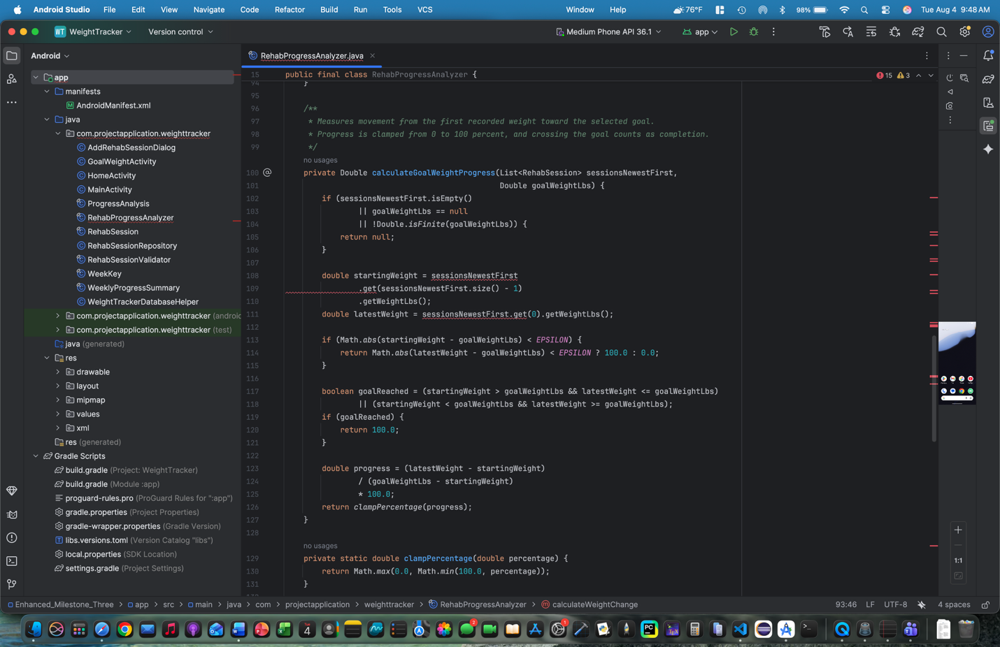 Android Studio File Edit View Navigate Code Refactor Build Run Tools VCS Window Help 76°F 98% Tue Aug 4 9:48 AM
WT WeightTracker Version control Medium Phone API 36.1 app
Android
RehabProgressAnalyzer.java
app
manifests
AndroidManifest.xml
java
com.projectapplication.weighttracker
AddRehabSessionDialog
GoalWeightActivity
HomeActivity
MainActivity
ProgressAnalysis
RehabProgressAnalyzer
RehabSession
RehabSessionRepository
RehabSessionValidator
WeekKey
WeeklyProgressSummary
WeightTrackerDatabaseHelper
com.projectapplication.weighttracker (androi
com.projectapplication.weighttracker (test)
java (generated)
res
drawable
layout
mipmap
values
xml
res (generated)
Gradle Scripts
build.gradle (Project: WeightTracker)
build.gradle (Module :app)
proguard-rules.pro (ProGuard Rules for ":app")
gradle.properties (Project Properties)
gradle-wrapper.properties (Gradle Version)
libs.versions.toml (Version Catalog "libs")
local.properties (SDK Location)
settings.gradle (Project Settings)
15 public final class RehabProgressAnalyzer {
15 3
94 }
95
96 /**
97 * Measures movement from the first recorded weight toward the selected goal.
98 * Progress is clamped from 0 to 100 percent, and crossing the goal counts as completion.
99 */
no usages
100 @ private Double calculateGoalWeightProgress(List<RehabSession> sessionsNewestFirst,
101 Double goalWeightLbs) {
102 if (sessionsNewestFirst.isEmpty()
103 || goalWeightLbs == null
104 || !Double.isFinite(goalWeightLbs)) {
105 return null;
106 }
107
108 double startingWeight = sessionsNewestFirst
109 .get(sessionsNewestFirst.size() - 1)
110 .getWeightLbs();
111 double latestWeight = sessionsNewestFirst.get(0).getWeightLbs();
112
113 if (Math.abs(startingWeight - goalWeightLbs) < EPSILON) {
114 return Math.abs(latestWeight - goalWeightLbs) < EPSILON ? 100.0 : 0.0;
115 }
116
117 boolean goalReached = (startingWeight > goalWeightLbs && latestWeight <= goalWeightLbs)
118 || (startingWeight < goalWeightLbs && latestWeight >= goalWeightLbs);
119 if (goalReached) {
120 return 100.0;
121 }
122
123 double progress = (latestWeight - startingWeight)
124 / (goalWeightLbs - startingWeight)
125 * 100.0;
126 return clampPercentage(progress);
127 }
128
no usages
129 private static double clampPercentage(double percentage) {
130 return Math.max(0.0, Math.min(100.0, percentage));
131 }
1:1
Enhanced_Milestone_Three app src main java com projectapplication weighttracker RehabProgressAnalyzer calculateWeightChange 93:46 LF UTF-8 4 spaces